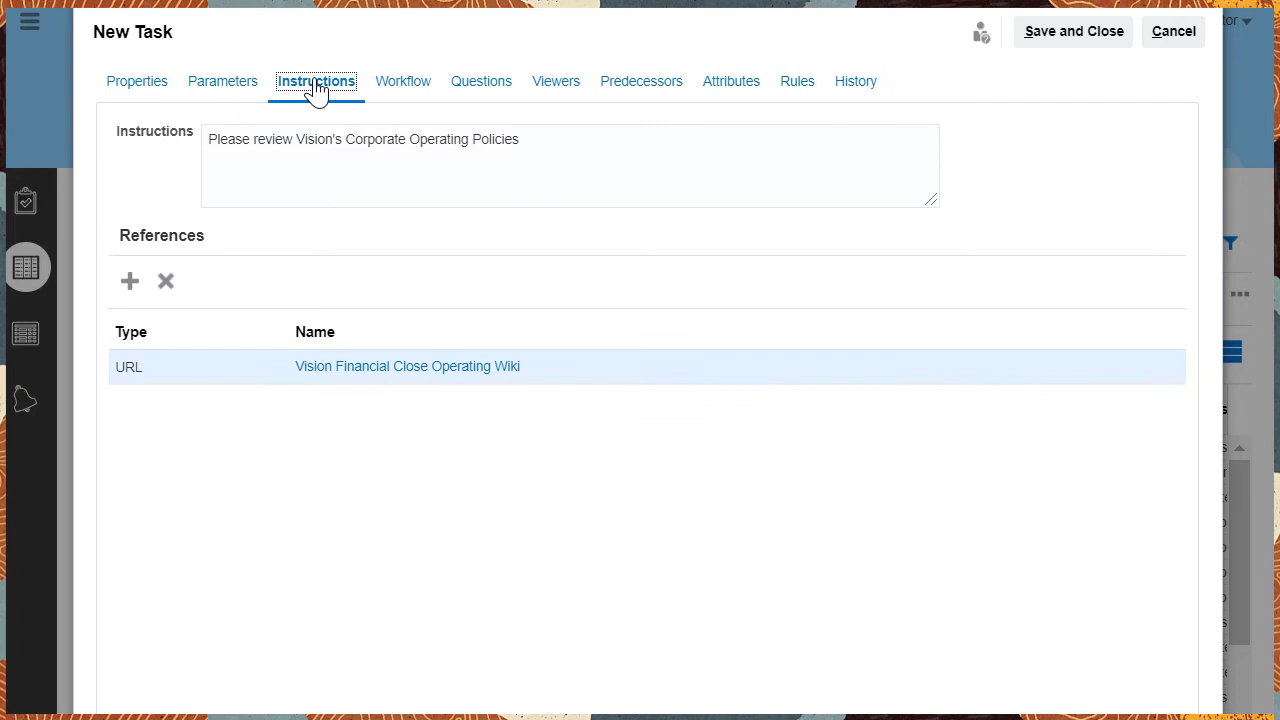 New Task
Save and Close
Cancel
tor
Properties
Parameters
Instructions
Workflow
Questions
Viewers
Predecessors
Attributes
Rules
History
Instructions
Please review Vision's Corporate Operating Policies
References
Type
Name
URL
Vision Financial Close Operating Wiki